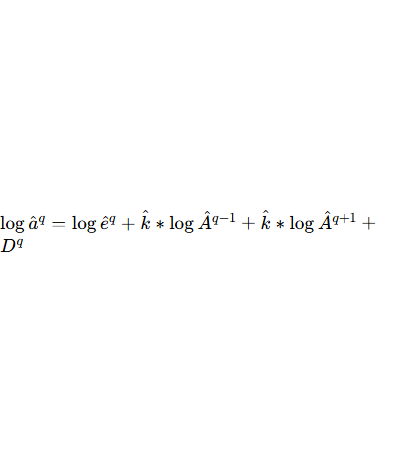 log â^q = log ê^q + k̂ * log Â^{q−1} + k̂ * log Â^{q+1} +
D^q